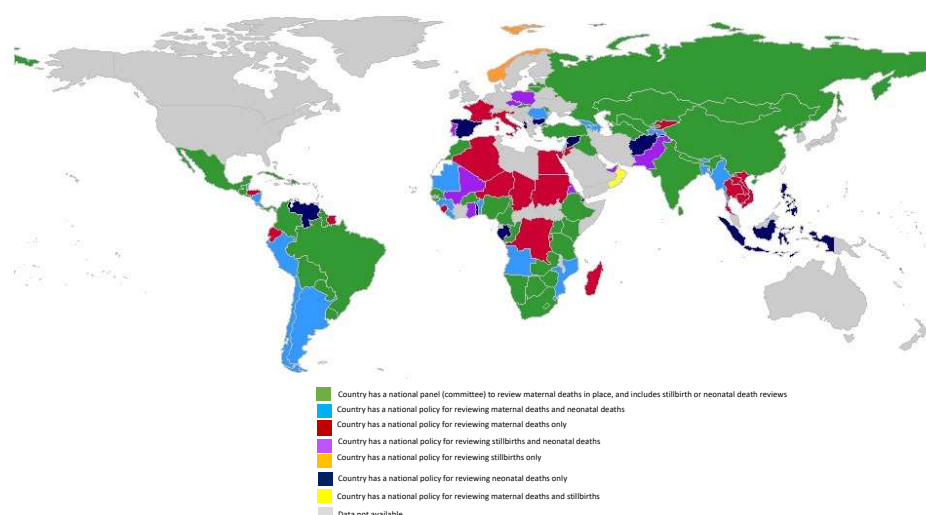 Country has a national panel (committee) to review maternal deaths in place, and includes stillbirth or neonatal death reviews
Country has a national policy for reviewing maternal deaths and neonatal deaths
Country has a national policy for reviewing maternal deaths only
Country has a national policy for reviewing stillbirths and neonatal deaths
Country has a national policy for reviewing stillbirths only
Country has a national policy for reviewing neonatal deaths only
Country has a national policy for reviewing maternal deaths and stillbirths
Data not available